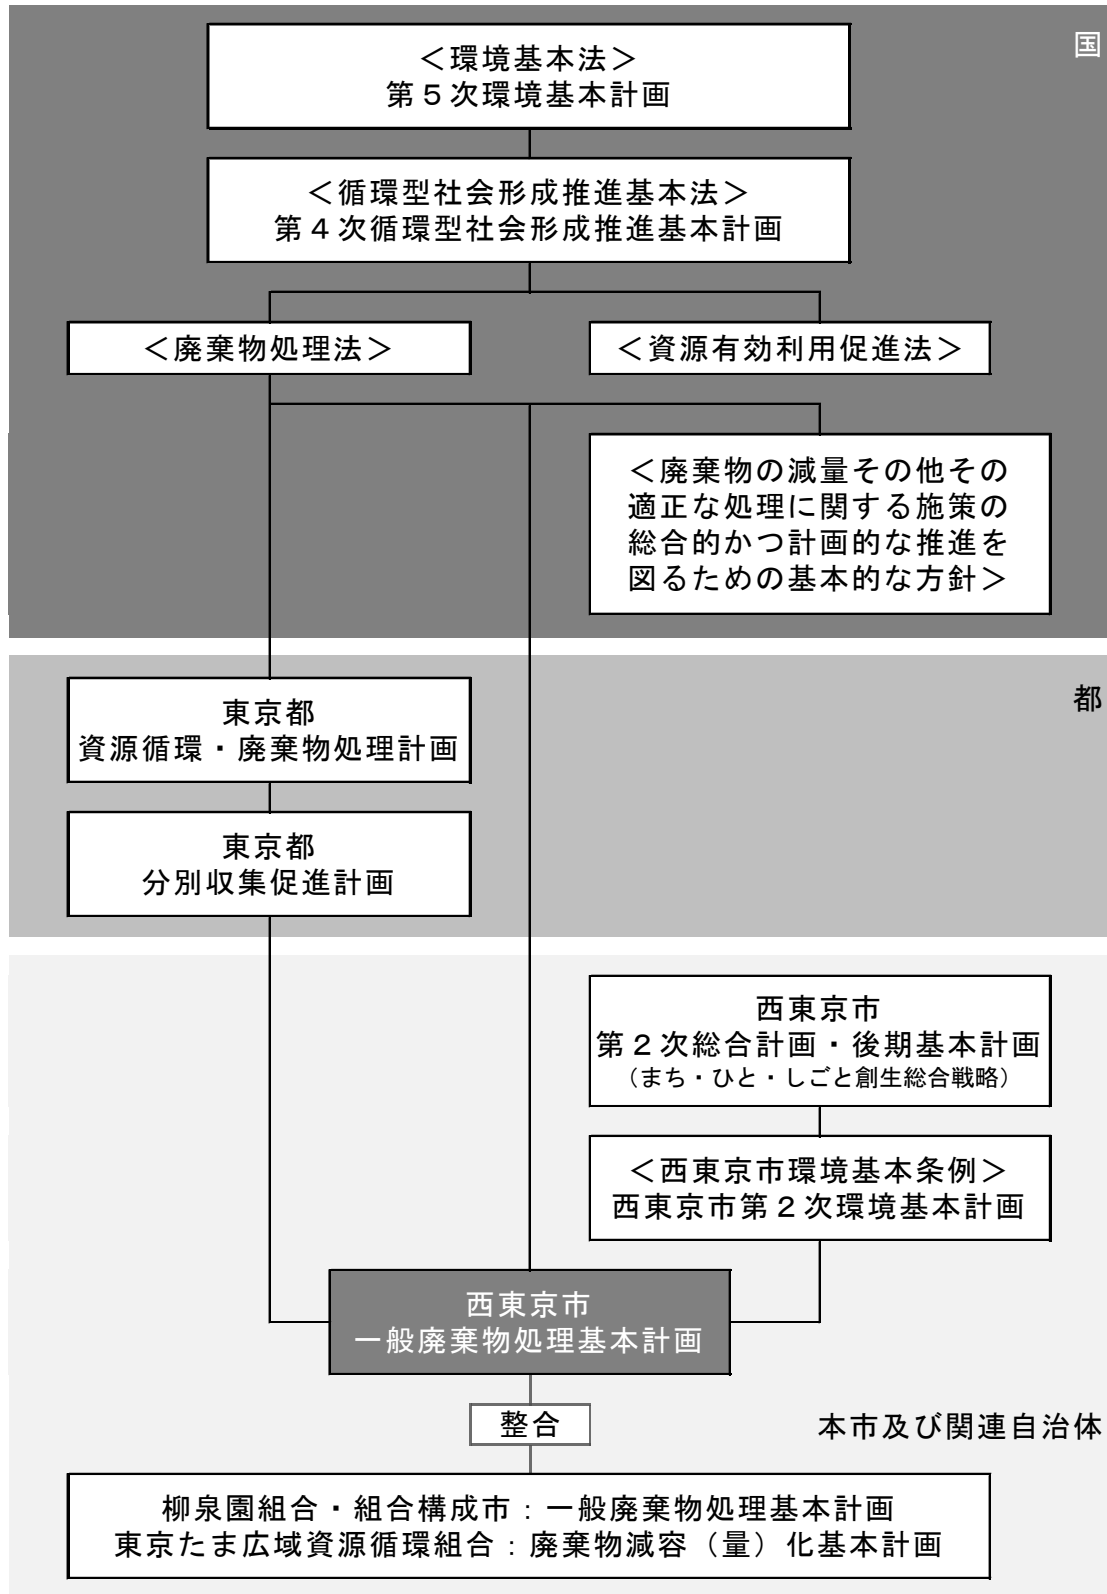 国
＜環境基本法＞
第５次環境基本計画
＜循環型社会形成推進基本法＞
第４次循環型社会形成推進基本計画
＜廃棄物処理法＞
＜資源有効利用促進法＞
＜廃棄物の減量その他その
適正な処理に関する施策の
総合的かつ計画的な推進を
図るための基本的な方針＞
都
東京都
資源循環・廃棄物処理計画
東京都
分別収集促進計画
西東京市
第２次総合計画・後期基本計画
（まち・ひと・しごと創生総合戦略）
＜西東京市環境基本条例＞
西東京市第２次環境基本計画
西東京市
一般廃棄物処理基本計画
整合
本市及び関連自治体
柳泉園組合・組合構成市：一般廃棄物処理基本計画
東京たま広域資源循環組合：廃棄物減容（量）化基本計画